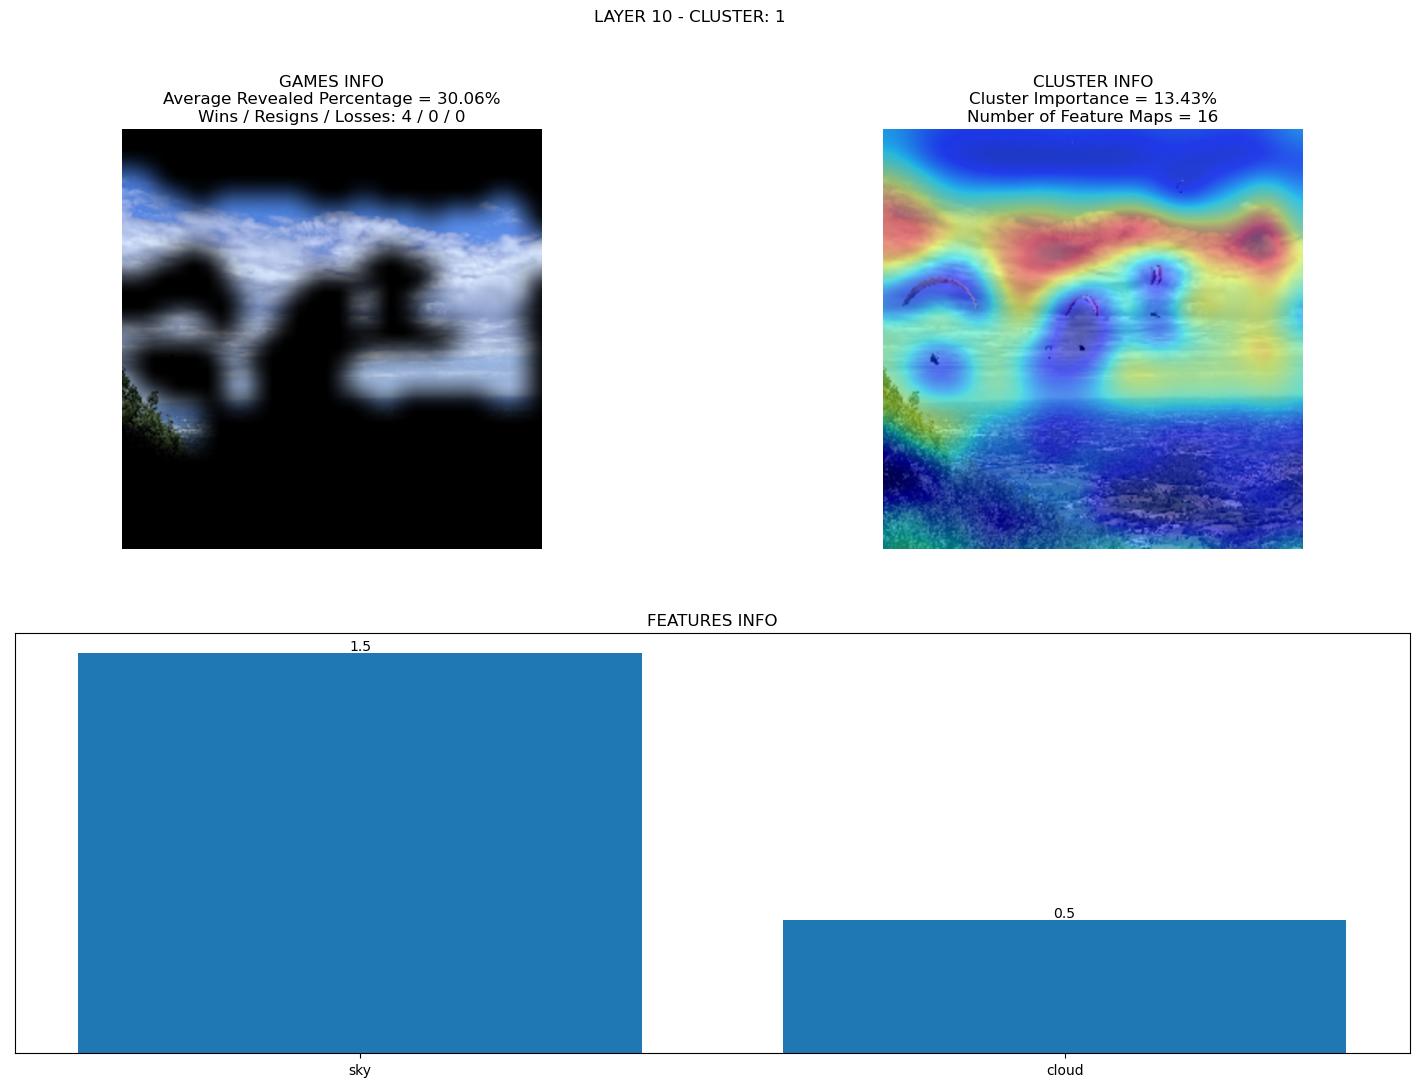 LAYER 10 - CLUSTER: 1
GAMES INFO
Average Revealed Percentage = 30.06%
Wins / Resigns / Losses: 4 / 0 / 0
CLUSTER INFO
Cluster Importance = 13.43%
Number of Feature Maps = 16
FEATURES INFO
1.5
0.5
sky
cloud